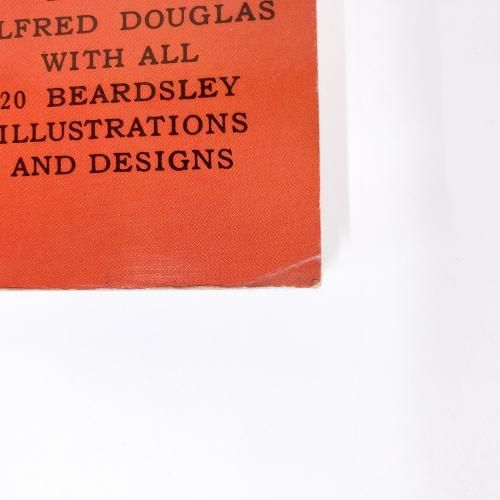 LFRED DOUGLAS
WITH ALL
20 BEARDSLEY
ILLUSTRATIONS
AND DESIGNS